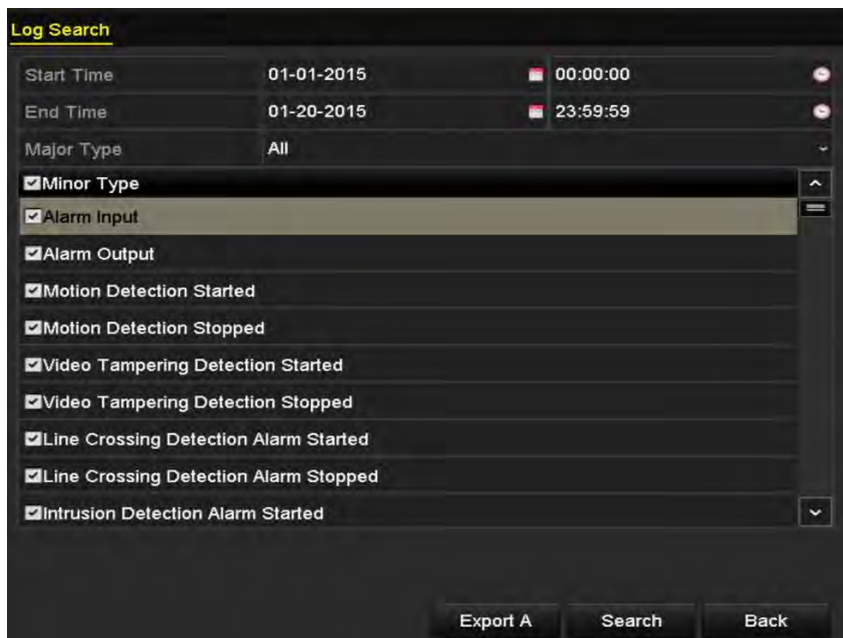 Log Search
Start Time 01-01-2015 00:00:00
End Time 01-20-2015 23:59:59
Major Type All
Minor Type
Alarm Input
Alarm Output
Motion Detection Started
Motion Detection Stopped
Video Tampering Detection Started
Video Tampering Detection Stopped
Line Crossing Detection Alarm Started
Line Crossing Detection Alarm Stopped
Intrusion Detection Alarm Started
Export A Search Back